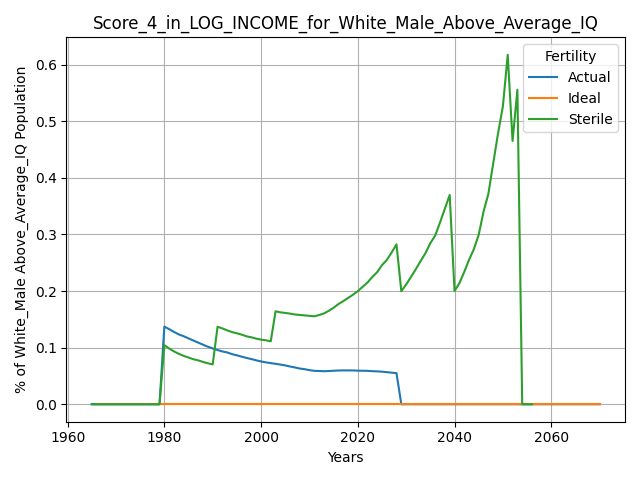 Score_4_in_LOG_INCOME_for_White_Male_Above_Average_IQ
% of White_Male Above_Average_IQ Population
0.6
0.5
0.4
0.3
0.2
0.1
0.0
Fertility
Actual
Ideal
Sterile
1960
1980
2000
2020
2040
2060
Years